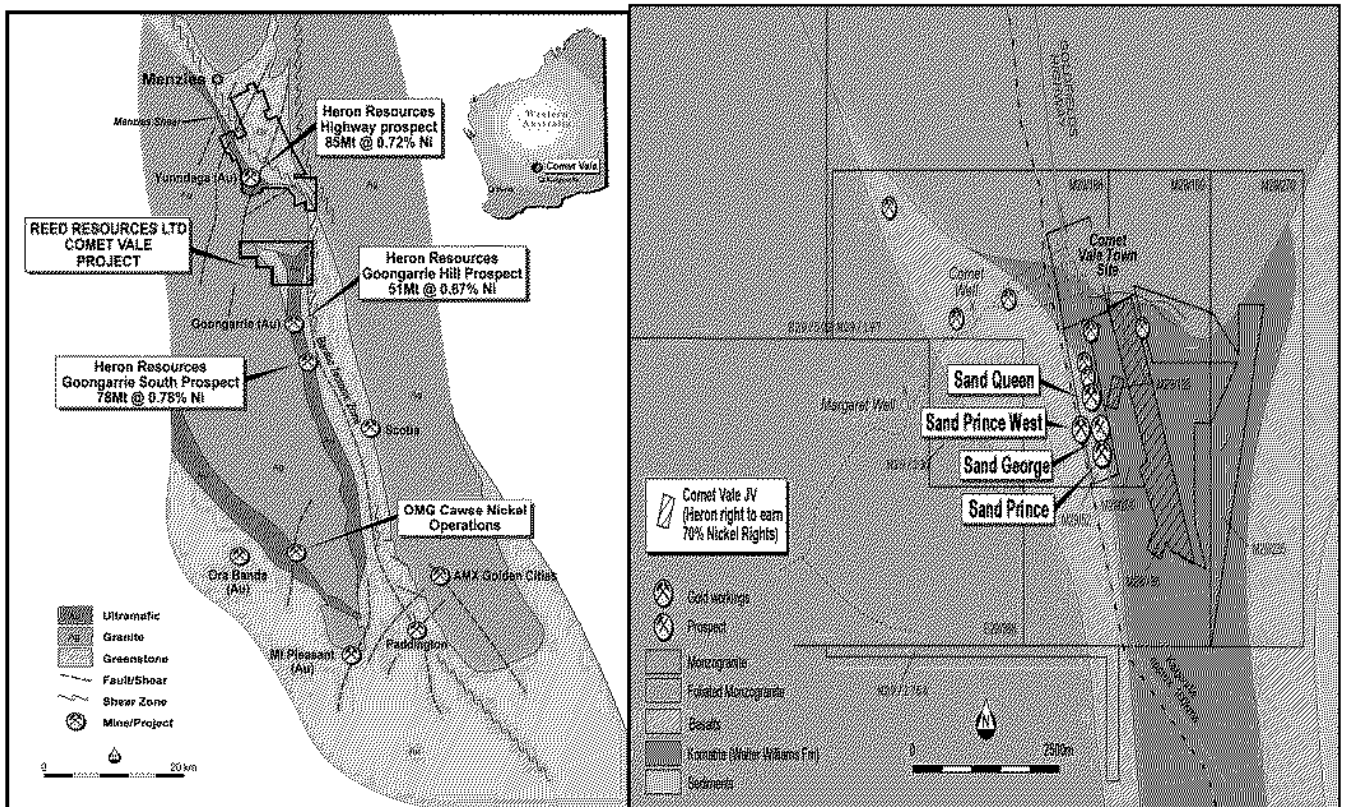 Menzies
Menzies Shear
Heron Resources
Highway prospect
85Mt @ 0.72% Ni
Western
Australia
Comet Vale
Yunndaga (Au)
REED RESOURCES LTD
COMET VALE
PROJECT
Heron Resources
Goongarrie Hill Prospect
51Mt @ 0.67% Ni
Goongarrie (Au)
Heron Resources
Goongarrie South Prospect
78Mt @ 0.78% Ni
Scotia
OMG Cawse Nickel
Operations
Ora Banda
(Au)
AMX Golden Cities
Paddington
Mt Pleasant
(Au)
Ultramafic
Ag Granite
Greenstone
Fault/Shear
Shear Zone
Mine/Project
0 20 km
Comet
Vale Town
Site
Comet
Well
Margaret Well
Sand Queen
Sand Prince West
Sand George
Sand Prince
Comet Vale JV
(Heron right to earn
70% Nickel Rights)
Gold workings
Prospect
Monzogranite
Foliated Monzogranite
Basalts
Komatiite (Walter Williams Fm)
Sediments
N
0 2500m